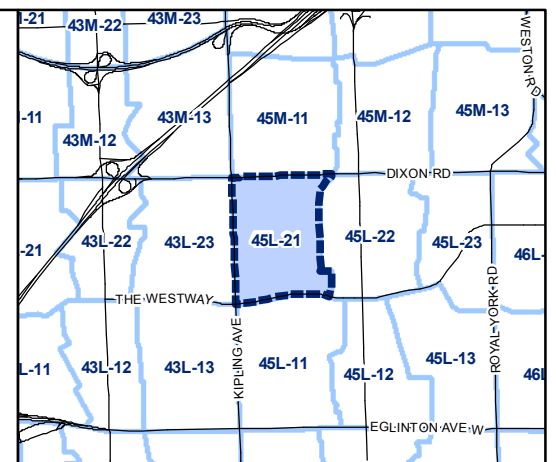 -21
43M-22
43M-23
WESTON RD
-11
43M-13
45M-11
45M-12
45M-13
43M-12
DIXON RD
-21
43L-22
43L-23
45L-21
45L-22
45L-23
46L-
THE WESTWAY
KIPLING AVE
ROYAL YORK RD
L-11
43L-12
43L-13
45L-11
45L-12
45L-13
46L
EGLINTON AVE W